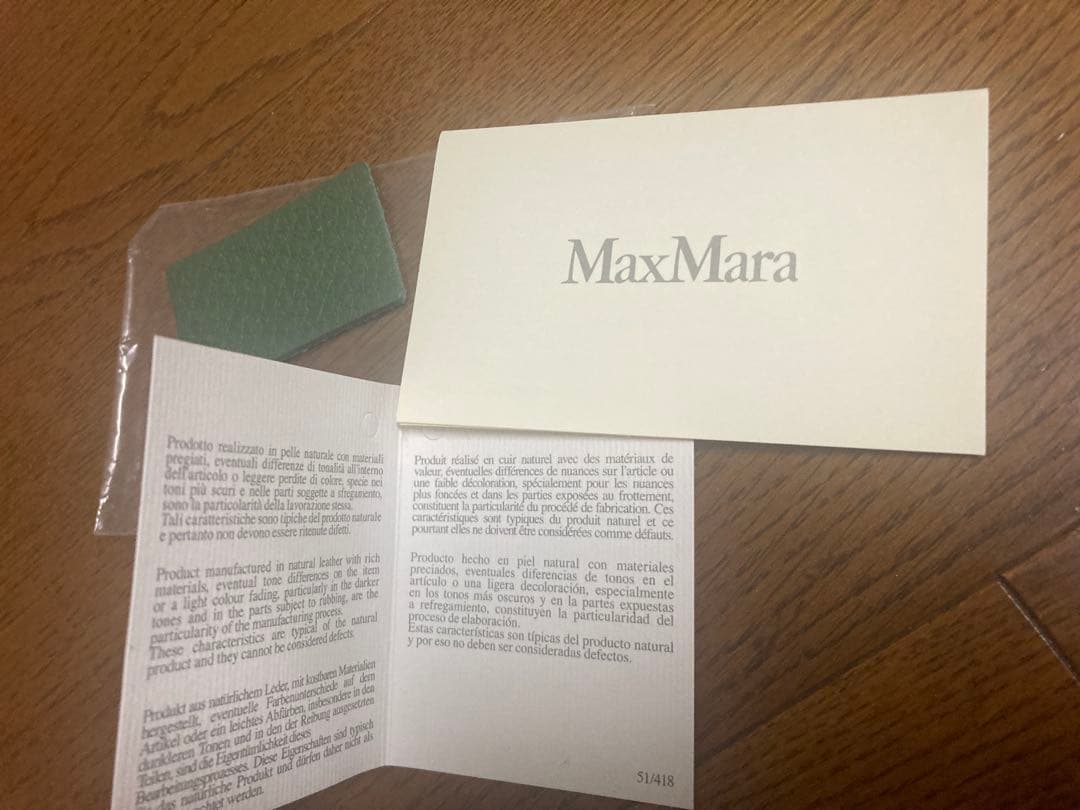 MaxMara
Prodotto realizzato in pelle naturale con materiali
pregiati, eventuali differenze di tonalità all'interno
dell'articolo o leggere perdite di colore, specie nei
toni più scuri e nelle parti soggette a sfregamento,
sono la particolarità della lavorazione stessa.
Tali caratteristiche sono tipiche del prodotto naturale
e pertanto non devono essere ritenute difetti.
Product manufactured in natural leather with rich
materials, eventual tone differences on the item
or a light colour fading, particularly in the darker
tones and in the parts subject to rubbing, are the
particularity of the manufacturing process.
These characteristics are typical of the natural
product and they cannot be considered defects.
Produkt aus natürlichem Leder, mit kostbaren Materialien
hergestellt, eventuelle Farbenunterschiede auf dem
Artikel oder ein leichtes Abfärben, insbesondere in den
dunkleren Tonen und in den der Reibung ausgesetzten
Teilen, sind die Eigentümlichkeit dieses
Bearbeitungsprozesses. Diese Eigenschaften sind typisch
das natürliche Produkt und dürfen daher nicht als
werden.
Produit réalisé en cuir naturel avec des matériaux de
valeur, éventuelles différences de nuances sur l'article ou
une faible décoloration, spécialement pour les nuances
plus foncées et dans les parties exposées au frottement,
constituent la particularité du procédé de fabrication. Ces
caractéristiques sont typiques du produit naturel et ce
pourtant elles ne doivent être considérées comme défauts.
Producto hecho en piel natural con materiales
preciados, eventuales diferencias de tonos en el
artículo o una ligera decoloración, especialmente
en los tonos más oscuros y en la partes expuestas
a refregamiento, constituyen la particularidad del
proceso de elaboración.
Estas características son típicas del producto natural
y por eso no deben ser consideradas defectos.
51/418